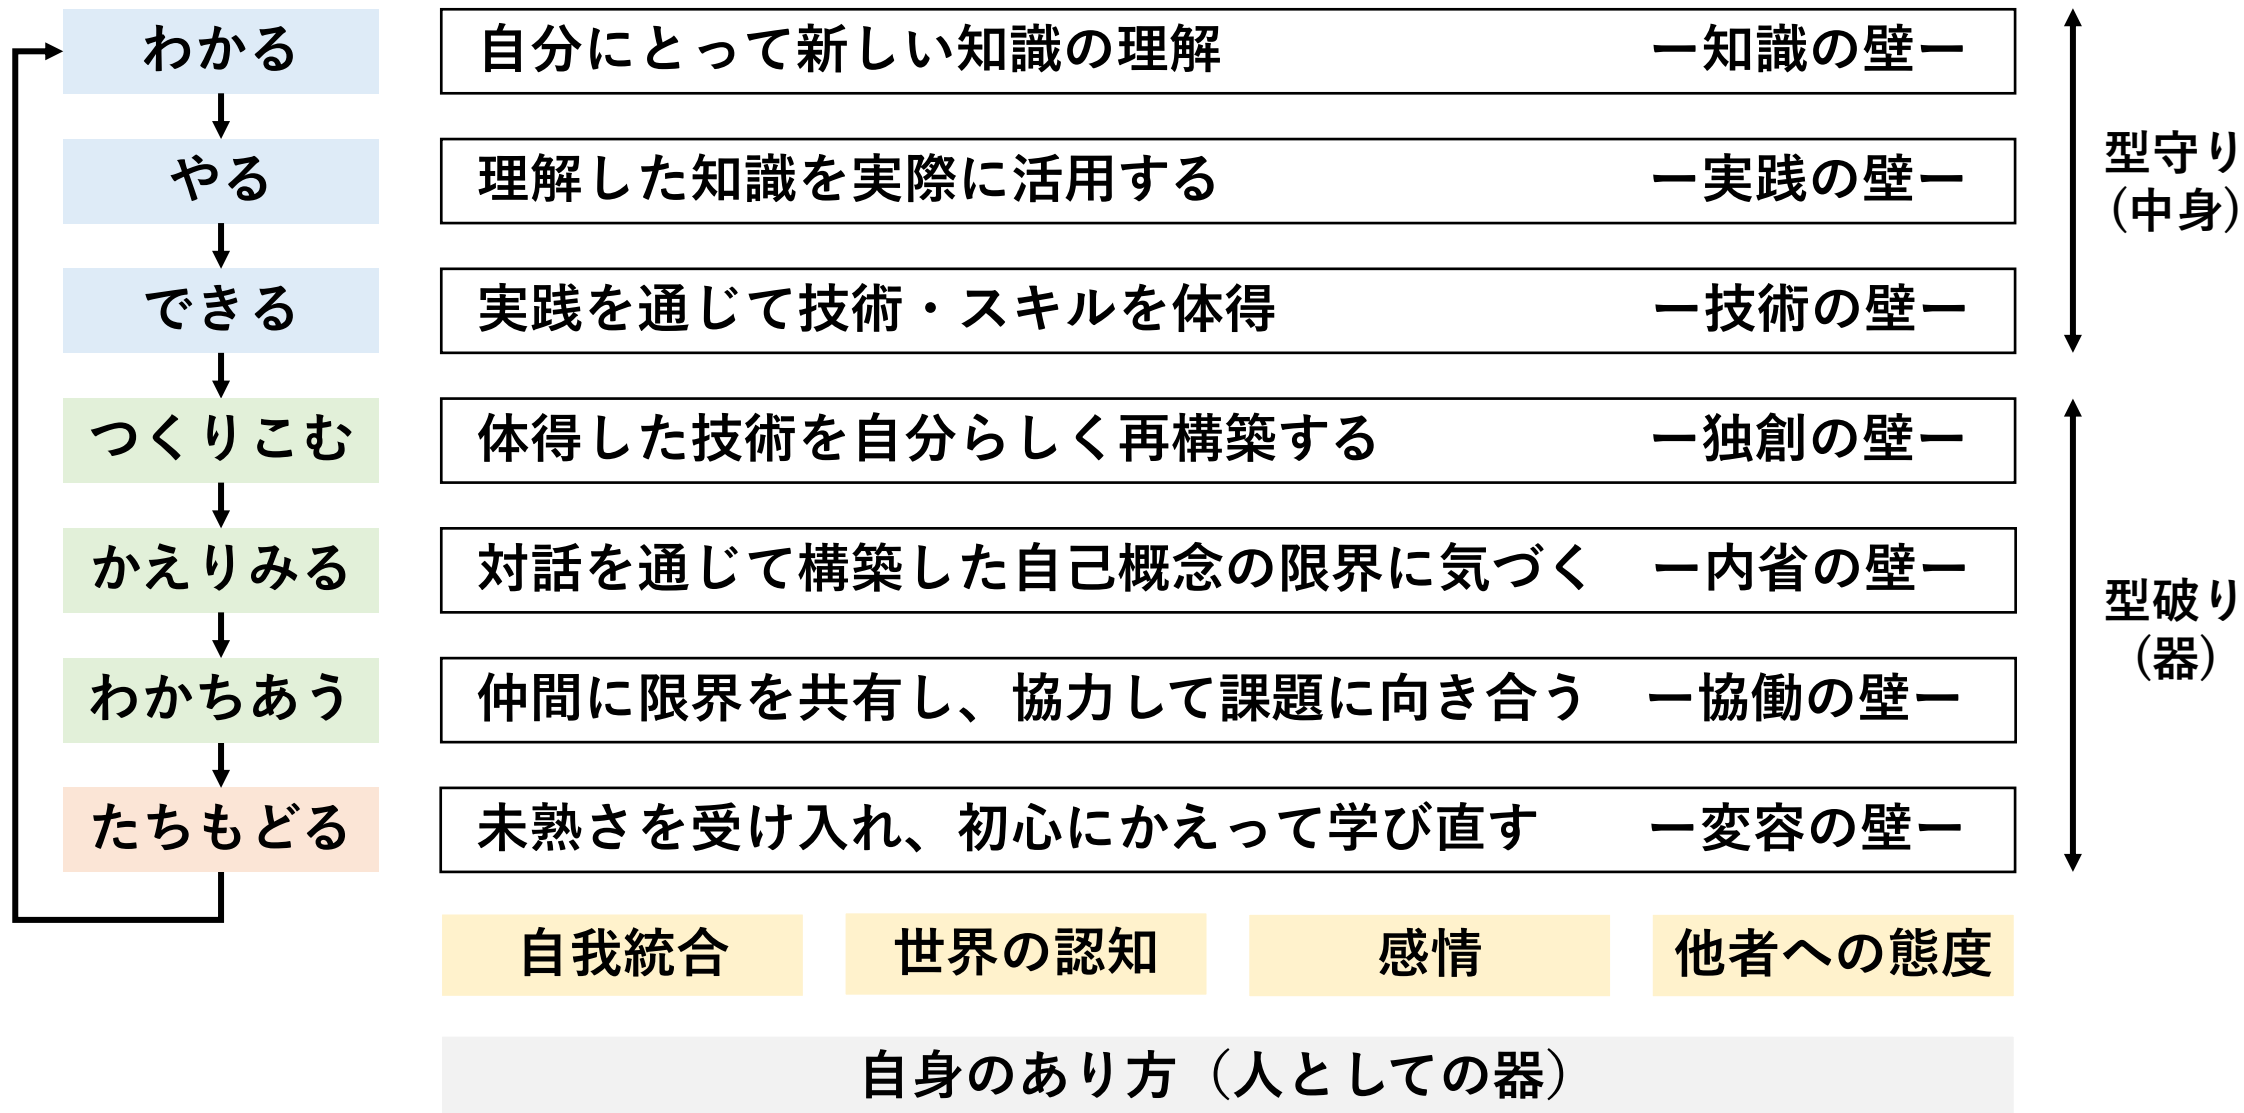 わかる
自分にとって新しい知識の理解 ー知識の壁ー
やる
理解した知識を実際に活用する ー実践の壁ー
できる
実践を通じて技術・スキルを体得 ー技術の壁ー
型守り
（中身）
つくりこむ
体得した技術を自分らしく再構築する ー独創の壁ー
かえりみる
対話を通じて構築した自己概念の限界に気づく ー内省の壁ー
わかちあう
仲間に限界を共有し、協力して課題に向き合う ー協働の壁ー
たちもどる
未熟さを受け入れ、初心にかえって学び直す ー変容の壁ー
型破り
（器）
自我統合 世界の認知 感情 他者への態度
自身のあり方（人としての器）